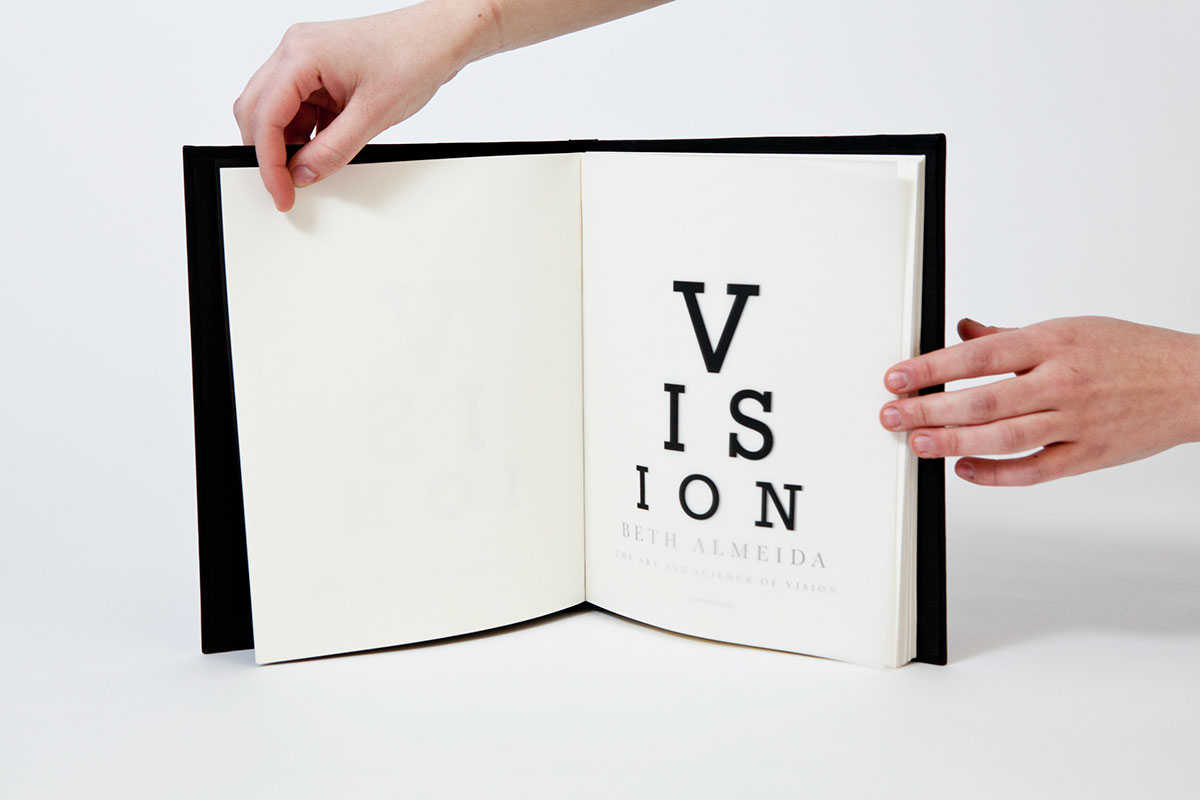 V
IS
ION
BETH ALMEIDA
THE ART AND SCIENCE OF VISION